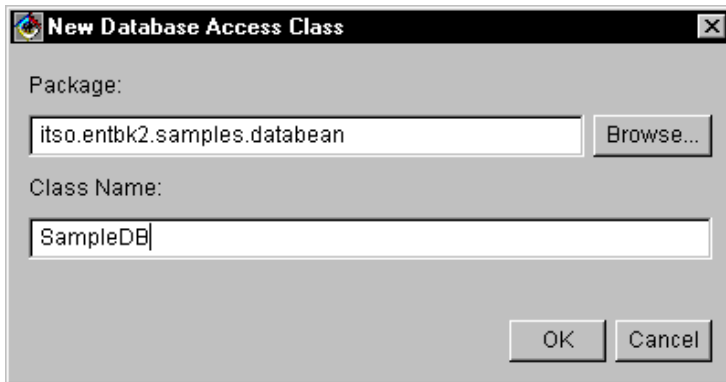 New Database Access Class
Package:
itso.entbk2.samples.databean Browse...
Class Name:
SampleDB
OK Cancel